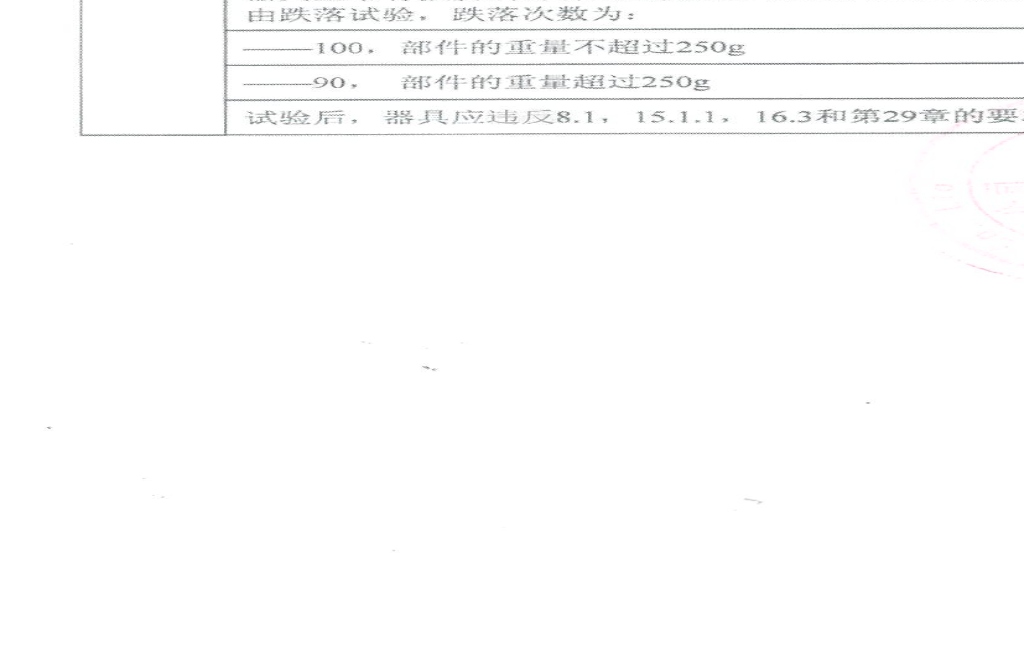 由跌落试验，跌落次数为：
——100，部件的重量不超过250g
——90，部件的重量超过250g
试验后，器具应违反8.1，15.1.1，16.3和第29章的要